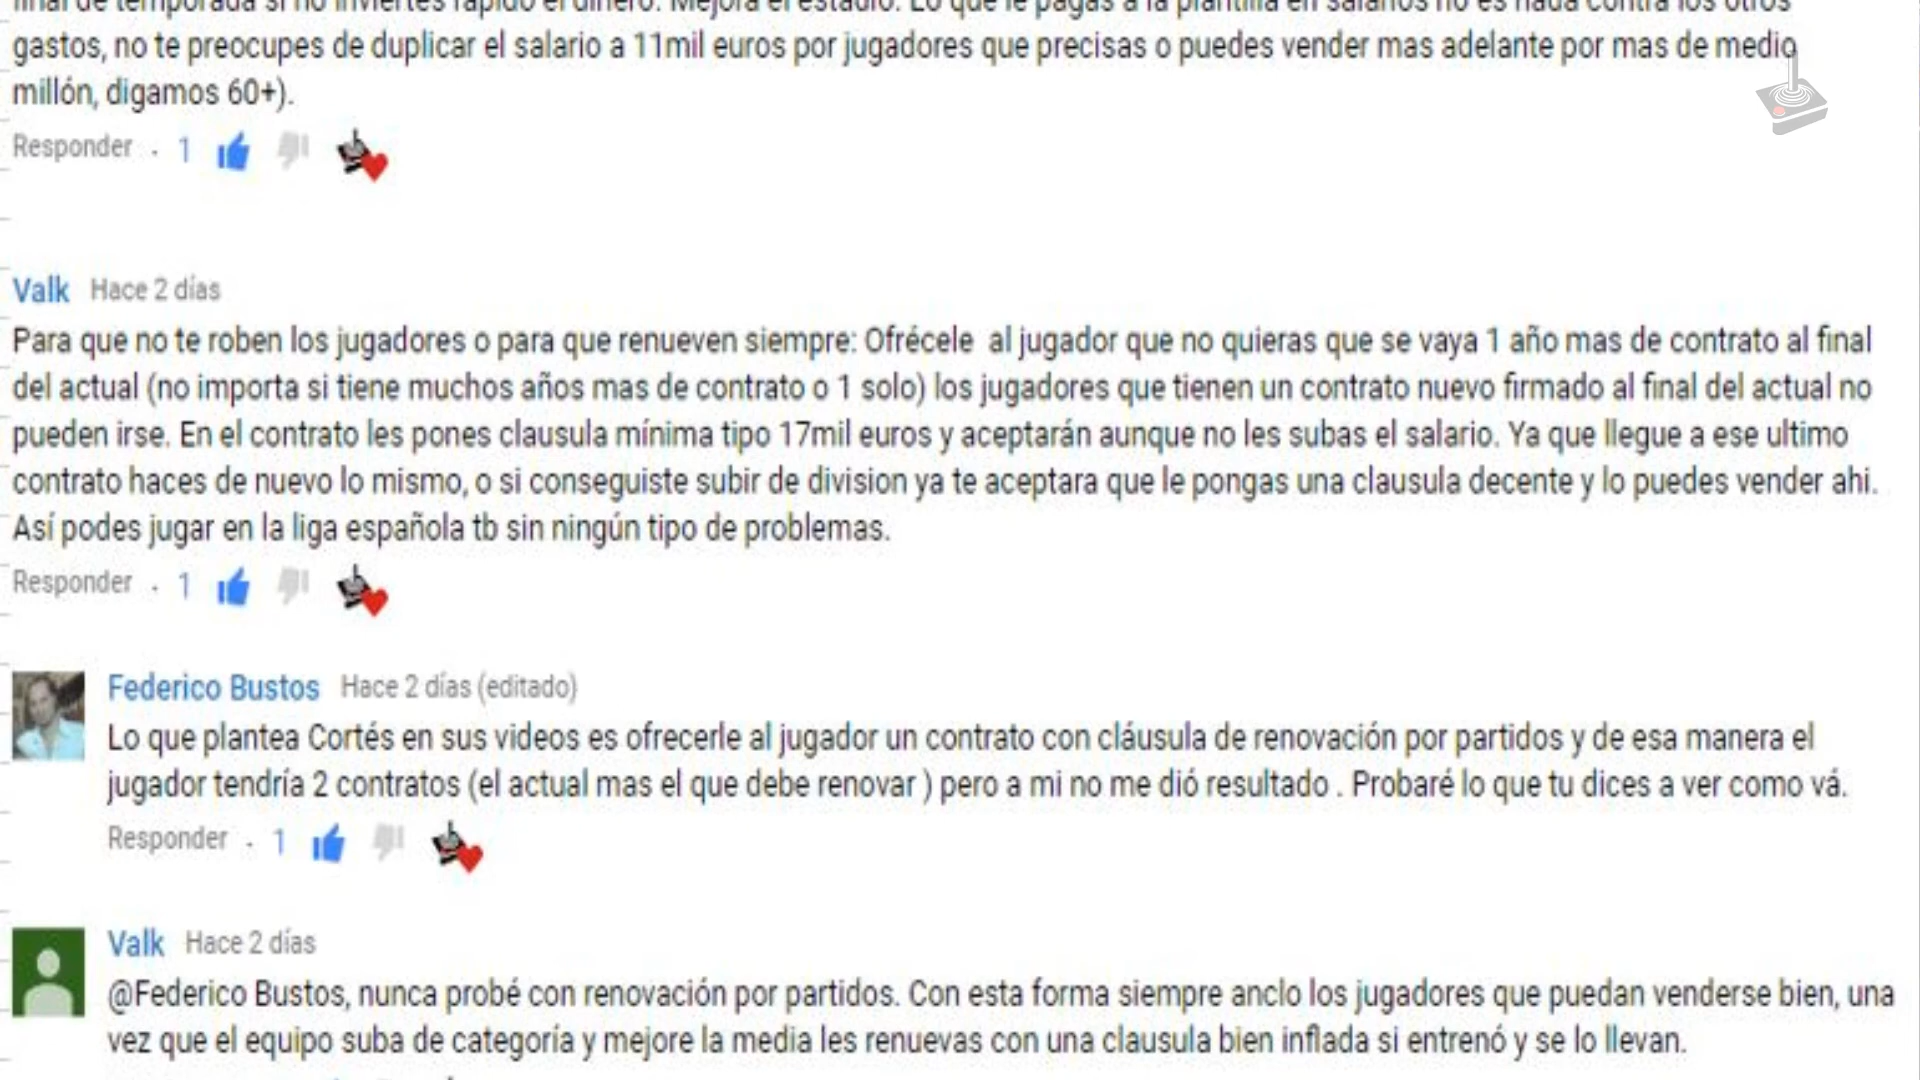 final de temporada si no inviertes rápido el dinero. Mejora el estadio. Lo que le pagas a la plantilla en salarios no es nada contra los otros
gastos, no te preocupes de duplicar el salario a 11mil euros por jugadores que precisas o puedes vender mas adelante por mas de medio
millón, digamos 60+).
Responder . 1
Valk Hace 2 días
Para que no te roben los jugadores o para que renueven siempre: Ofrécele al jugador que no quieras que se vaya 1 año mas de contrato al final
del actual (no importa si tiene muchos años mas de contrato o 1 solo) los jugadores que tienen un contrato nuevo firmado al final del actual no
pueden irse. En el contrato les pones clausula mínima tipo 17mil euros y aceptarán aunque no les subas el salario. Ya que llegue a ese ultimo
contrato haces de nuevo lo mismo, o si conseguiste subir de division ya te aceptara que le pongas una clausula decente y lo puedes vender ahi.
Así podes jugar en la liga española tb sin ningún tipo de problemas.
Responder . 1
Federico Bustos Hace 2 días (editado)
Lo que plantea Cortés en sus videos es ofrecerle al jugador un contrato con cláusula de renovación por partidos y de esa manera el
jugador tendría 2 contratos (el actual mas el que debe renovar ) pero a mi no me dió resultado . Probaré lo que tu dices a ver como vá.
Responder . 1
Valk Hace 2 días
@Federico Bustos, nunca probé con renovación por partidos. Con esta forma siempre anclo los jugadores que puedan venderse bien, una
vez que el equipo suba de categoría y mejore la media les renuevas con una clausula bien inflada si entrenó y se lo llevan.